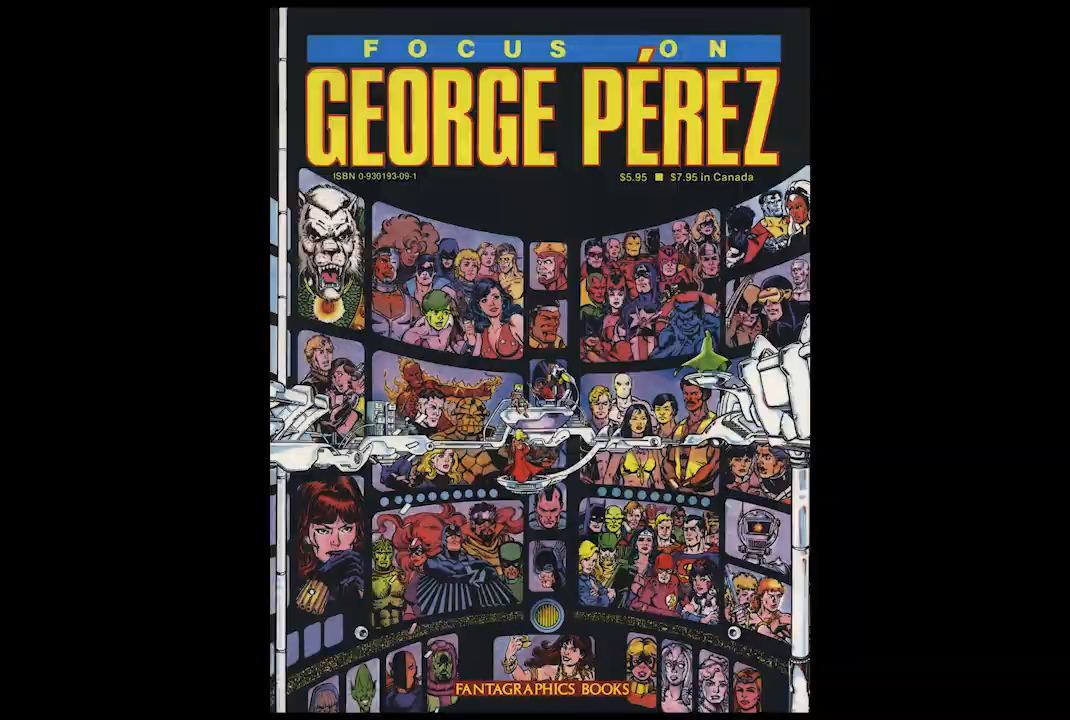 FOCUS ON
GEORGE PÉREZ
ISBN 0-930193-09-1
$5.95 ■ $7.95 in Canada
FANTAGRAPHICS BOOKS